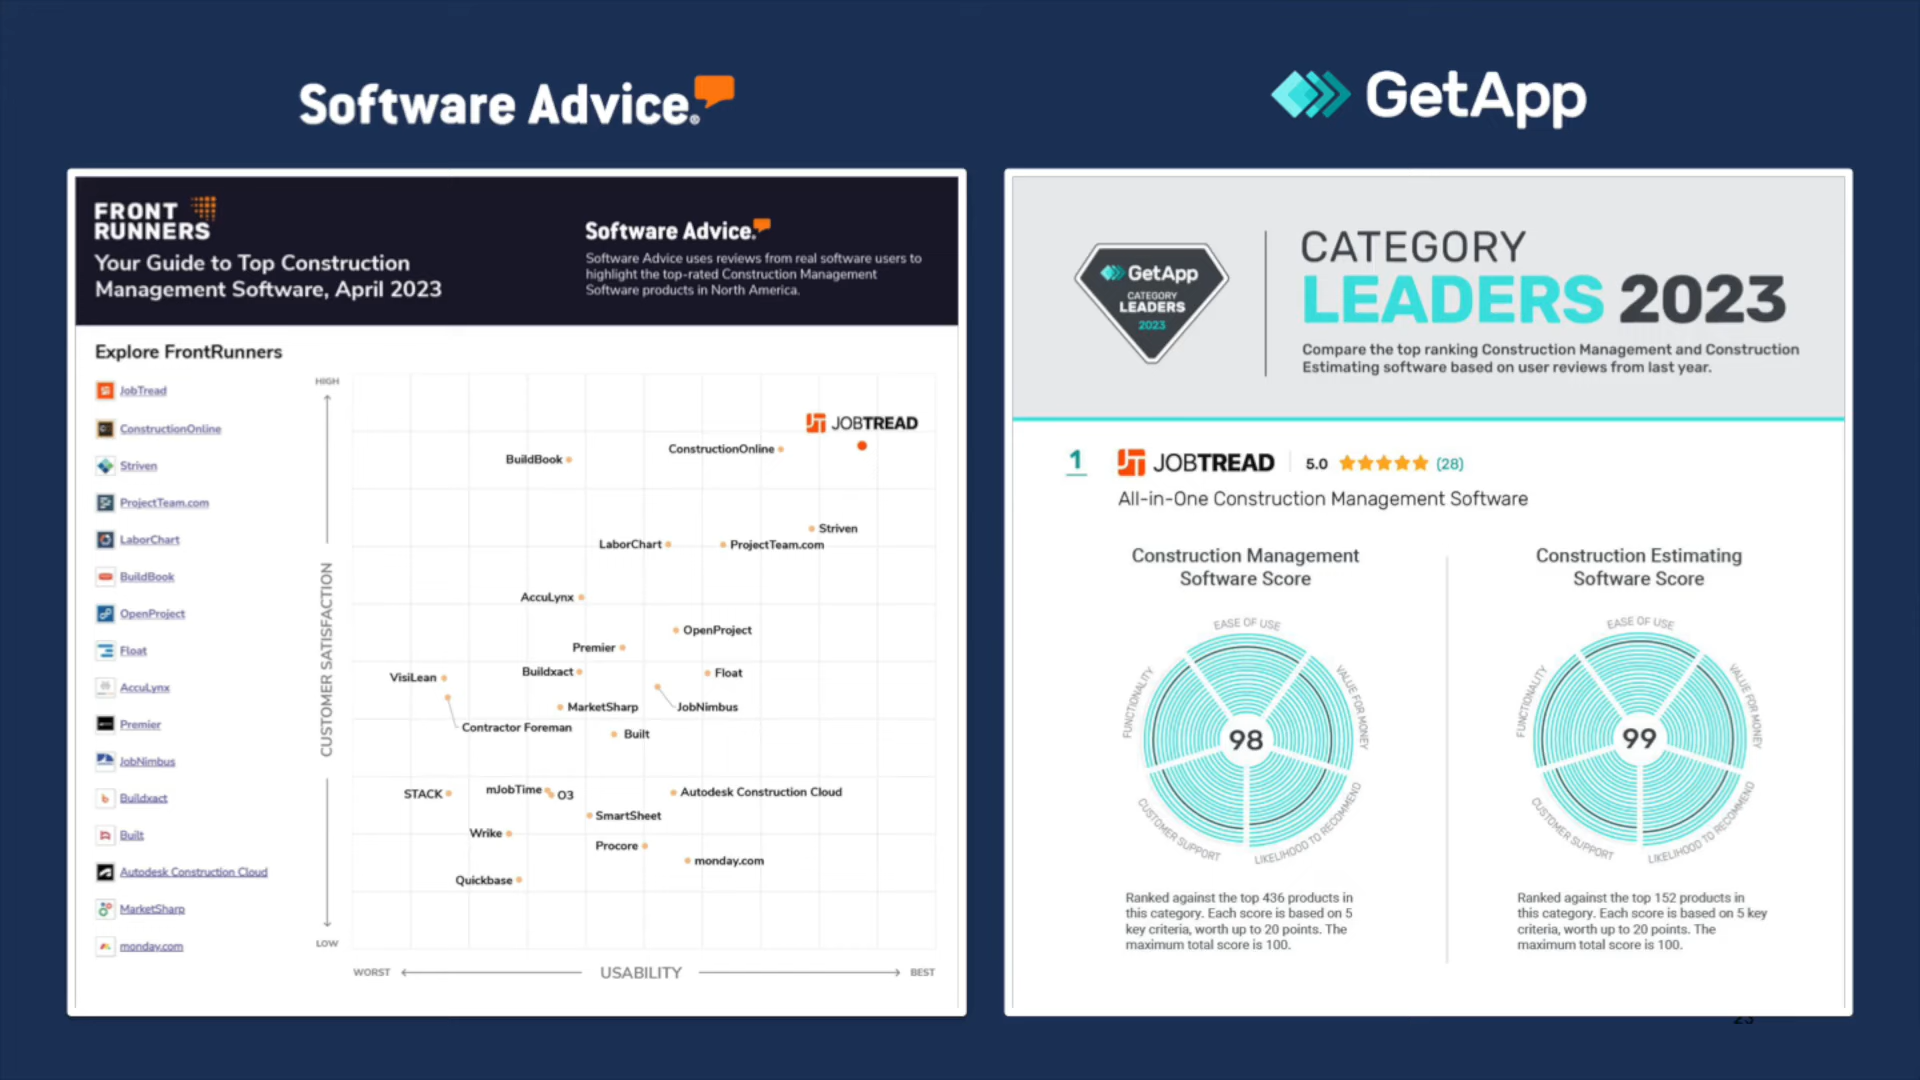 Software Advice.
GetApp
FRONT
RUNNERS
Your Guide to Top Construction
Management Software, April 2023
Software Advice.
Software Advice uses reviews from real software users to
highlight the top-rated Construction Management
Software products in North America.
Explore FrontRunners
JobTread
ConstructionOnline
Striven
ProjectTeam.com
LaborChart
BuildBook
OpenProject
Float
AccuLynx
Premier
JobNimbus
Buildxact
Built
Autodesk Construction Cloud
MarketSharp
monday.com
HIGH
CUSTOMER SATISFACTION
LOW
JOBTREAD
ConstructionOnline
BuildBook
Striven
LaborChart
ProjectTeam.com
AccuLynx
OpenProject
Premier
Buildxact
Float
VisiLean
MarketSharp
JobNimbus
Contractor Foreman
Built
STACK
mJobTime
O3
Autodesk Construction Cloud
SmartSheet
Wrike
Procore
monday.com
Quickbase
WORST
USABILITY
BEST
GetApp
CATEGORY
LEADERS
2023
CATEGORY
LEADERS 2023
Compare the top ranking Construction Management and Construction
Estimating software based on user reviews from last year.
1
JOBTREAD
5.0
(28)
All-in-One Construction Management Software
Construction Management
Software Score
EASE OF USE
VALUE FOR MONEY
LIKELIHOOD TO RECOMMEND
CUSTOMER SUPPORT
FUNCTIONALITY
98
Ranked against the top 436 products in
this category. Each score is based on 5
key criteria, worth up to 20 points. The
maximum total score is 100.
Construction Estimating
Software Score
EASE OF USE
VALUE FOR MONEY
LIKELIHOOD TO RECOMMEND
CUSTOMER SUPPORT
FUNCTIONALITY
99
Ranked against the top 152 products in
this category. Each score is based on 5 key
criteria, worth up to 20 points. The
maximum total score is 100.